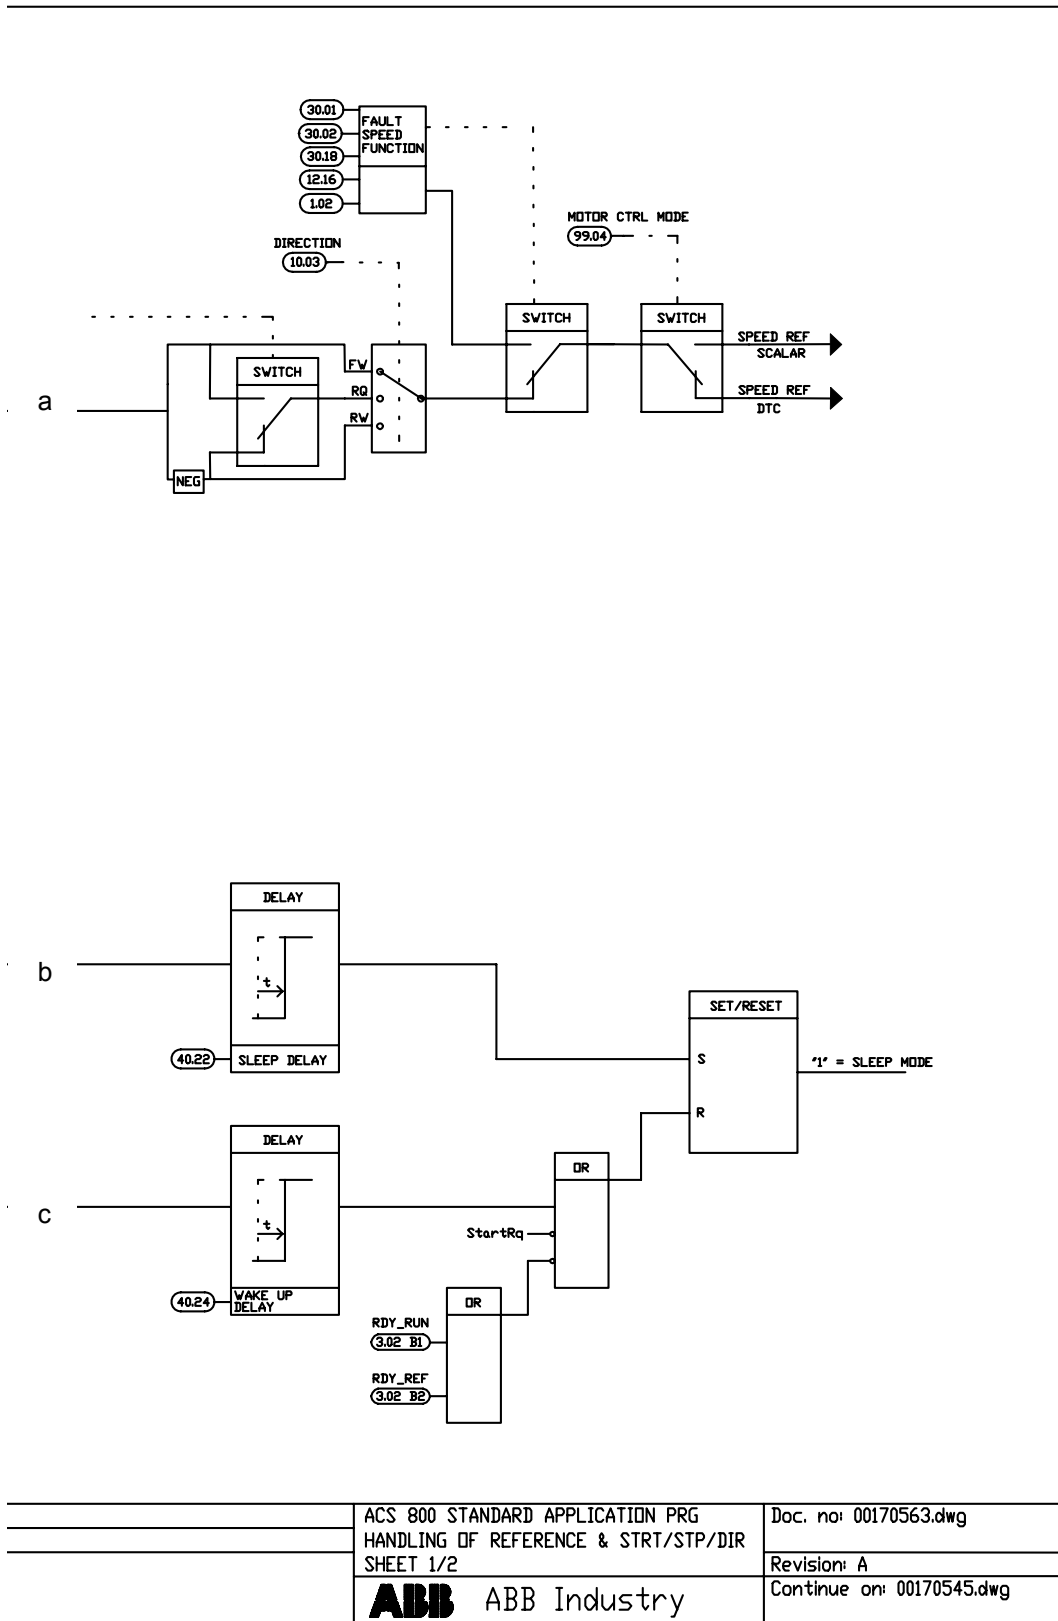 30.01
FAULT
SPEED
FUNCTION
30.02
30.18
12.16
1.02
MOTOR CTRL MODE
99.04
DIRECTION
10.03
SWITCH
SWITCH
SPEED REF
SCALAR
SWITCH
FW
RQ
RW
SPEED REF
DTC
a
NEG
DELAY
b
t
40.22
SLEEP DELAY
SET/RESET
S
R
"1" = SLEEP MODE
DELAY
c
t
OR
StartRq
40.24
WAKE UP
DELAY
OR
RDY_RUN
3.02 B1
RDY_REF
3.02 B2
ACS 800 STANDARD APPLICATION PRG
HANDLING OF REFERENCE & STRT/STP/DIR
SHEET 1/2
Doc. no: 00170563.dwg
Revision: A
ABB ABB Industry
Continue on: 00170545.dwg